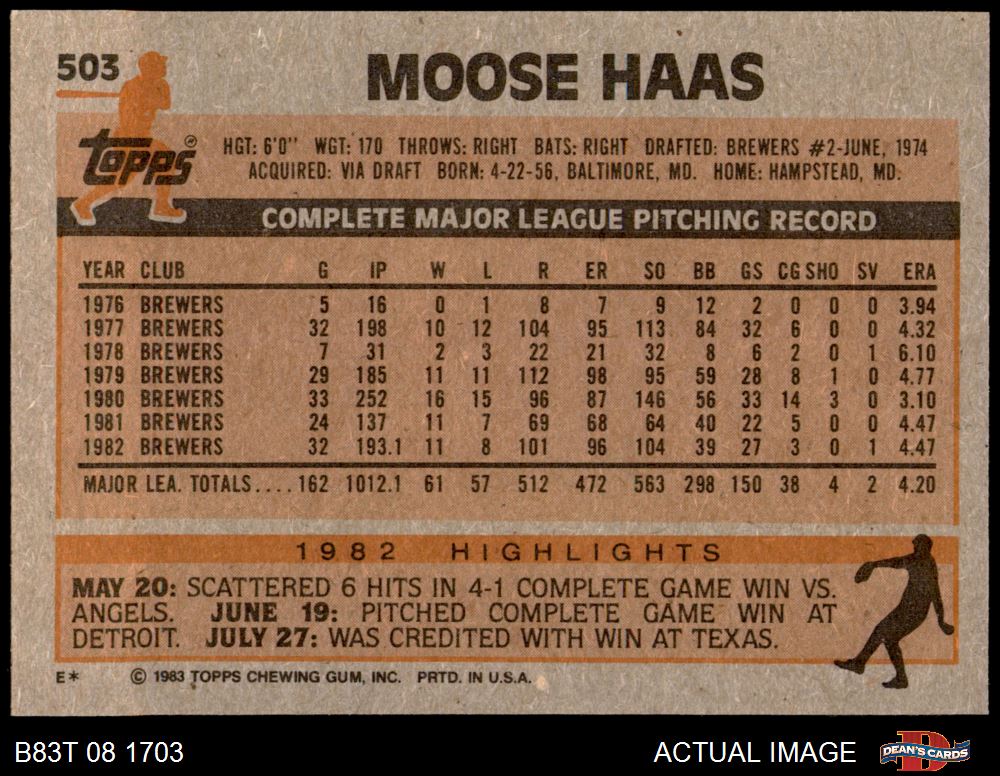 503
MOOSE HAAS
topps®
HGT: 6'0" WGT: 170 THROWS: RIGHT BATS: RIGHT DRAFTED: BREWERS #2-JUNE, 1974
ACQUIRED: VIA DRAFT BORN: 4-22-56, BALTIMORE, MD. HOME: HAMPSTEAD, MD.
COMPLETE MAJOR LEAGUE PITCHING RECORD
YEAR CLUB G IP W L R ER SO BB GS CG SHO SV ERA
1976 BREWERS 5 16 0 1 8 7 9 12 2 0 0 0 3.94
1977 BREWERS 32 198 10 12 104 95 113 84 32 6 0 0 4.32
1978 BREWERS 7 31 2 3 22 21 32 8 6 2 0 1 6.10
1979 BREWERS 29 185 11 11 112 98 95 59 28 8 1 0 4.77
1980 BREWERS 33 252 16 15 96 87 146 56 33 14 3 0 3.10
1981 BREWERS 24 137 11 7 69 68 64 40 22 5 0 0 4.47
1982 BREWERS 32 193.1 11 8 101 96 104 39 27 3 0 1 4.47
MAJOR LEA. TOTALS.... 162 1012.1 61 57 512 472 563 298 150 38 4 2 4.20
1982 HIGHLIGHTS
MAY 20: SCATTERED 6 HITS IN 4-1 COMPLETE GAME WIN VS.
ANGELS. JUNE 19: PITCHED COMPLETE GAME WIN AT
DETROIT. JULY 27: WAS CREDITED WITH WIN AT TEXAS.
E* © 1983 TOPPS CHEWING GUM, INC. PRTD. IN U.S.A.
B83T 08 1703 ACTUAL IMAGE DEAN'S CARDS